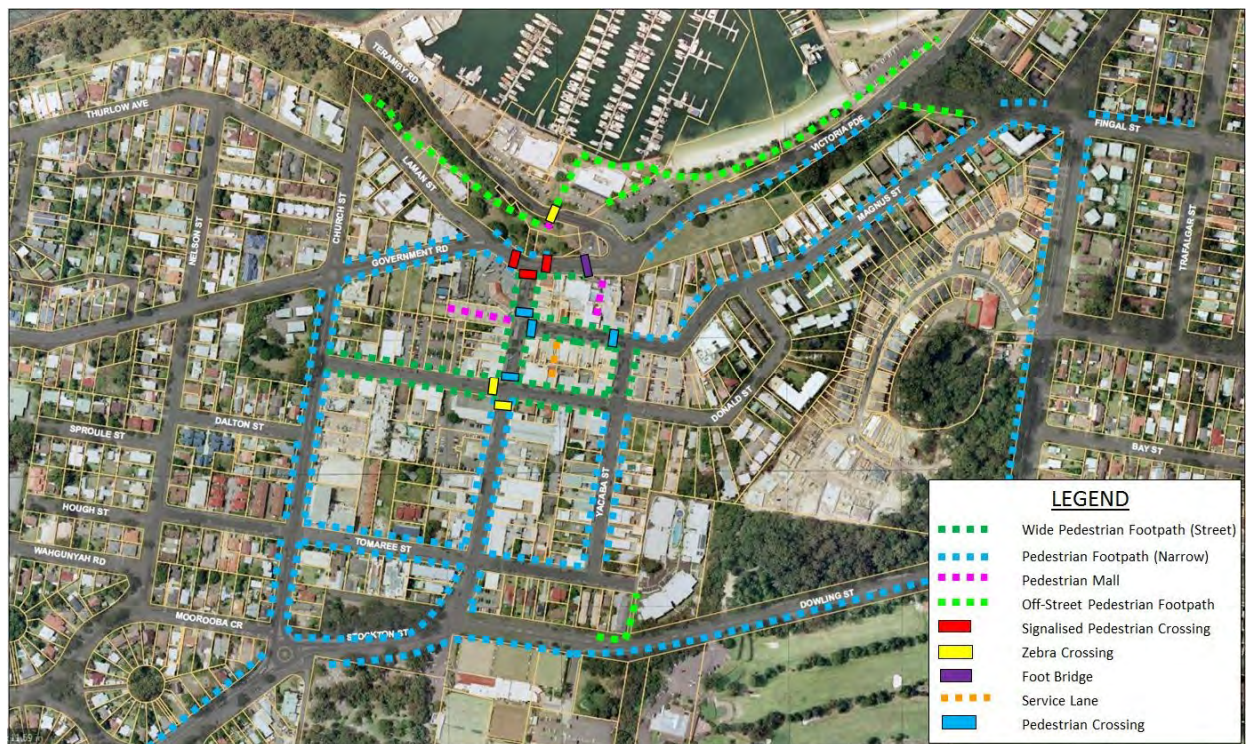 TERAMBY RD
THURLOW AVE
LAMAN ST
VICTORIA PDE
FINGAL ST
MAGNUS ST
NELSON ST
CHURCH ST
GOVERNMENT RD
TRAFALGAR ST
DONALD ST
DALTON ST
SPROULE ST
BAY ST
YACABA ST
HOUGH ST
TOMAREE ST
WAHGUNYAH RD
DOWLING ST
MOOROOBA CR
STOCKTON ST
LEGEND
Wide Pedestrian Footpath (Street)
Pedestrian Footpath (Narrow)
Pedestrian Mall
Off-Street Pedestrian Footpath
Signalised Pedestrian Crossing
Zebra Crossing
Foot Bridge
Service Lane
Pedestrian Crossing